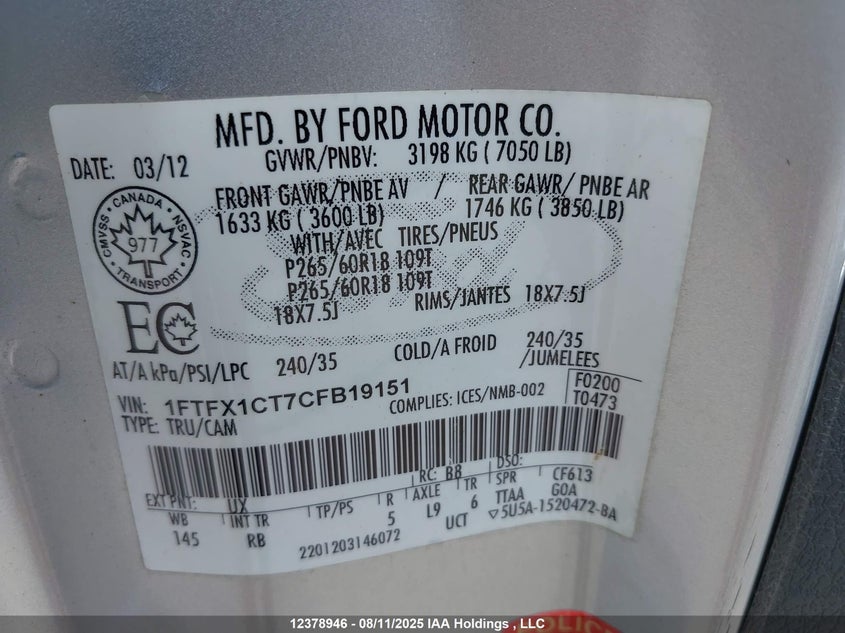 MFD. BY FORD MOTOR CO.
DATE: 03/12
GVWR/PNBV: 3198 KG ( 7050 LB)
FRONT GAWR/PNBE AV / REAR GAWR/ PNBE AR
1633 KG ( 3600 LB) 1746 KG ( 3850 LB)
WITH/AVEC TIRES/PNEUS
P265/60R18 109T
P265/60R18 109T
18X7.5J RIMS/JANTES 18X7.5J
CMVSS - CANADA - NSVAC
977
TRANSPORT
EC
AT/A kPa/PSI/LPC 240/35 COLD/A FROID 240/35
/JUMELEES
VIN: 1FTFX1CT7CFB19151 COMPLIES: ICES/NMB-002 F0200
TYPE: TRU/CAM T0473
EXT PNT: UX RC: B8 DSO:
WB INT TR TP/PS R AXLE TR SPR CF613
145 RB 5 L9 6 TTAA GOA
2201203146072 UCT ▽5U5A-1520472-BA
POLICE
12378946 - 08/11/2025 IAA Holdings , LLC